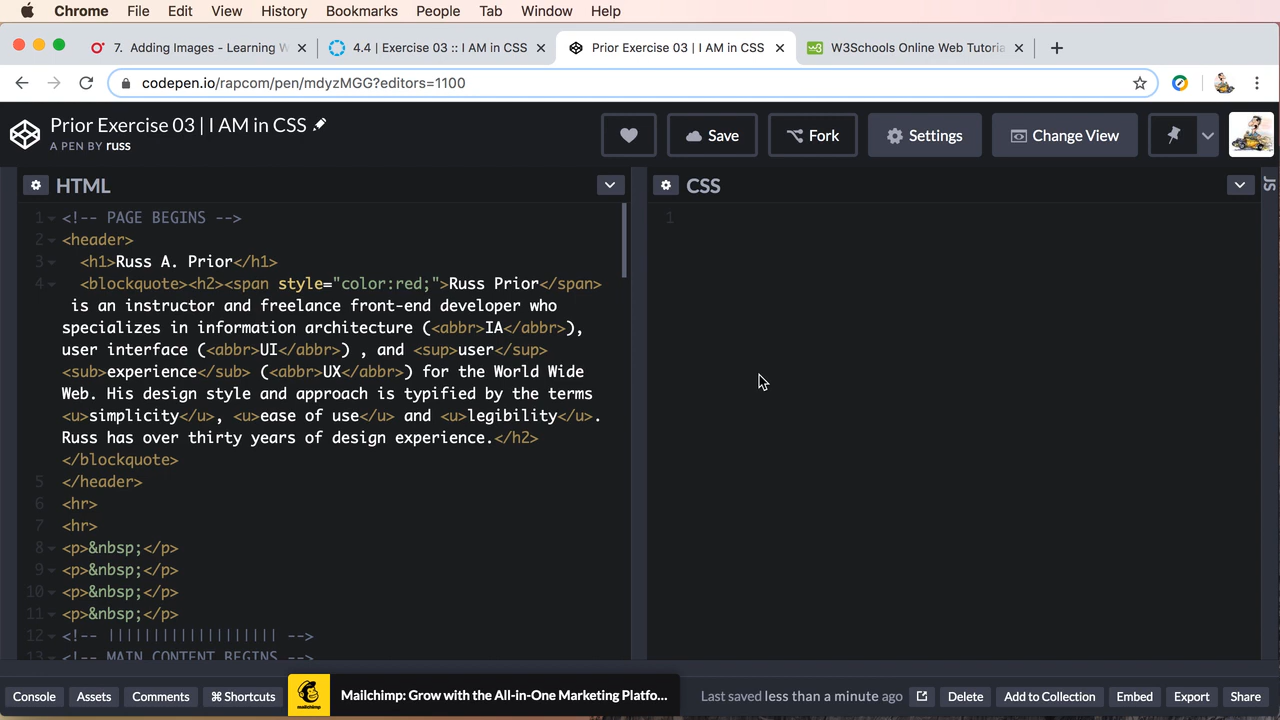 Chrome File Edit View History Bookmarks People Tab Window Help
7. Adding Images - Learning W
4.4 | Exercise 03 :: I AM in CSS
Prior Exercise 03 | I AM in CSS
W3Schools Online Web Tutoria
codepen.io/rapcom/pen/mdyzMGG?editors=1100
Prior Exercise 03 | I AM in CSS
A PEN BY russ
Save
Fork
Settings
Change View
HTML
1 <!-- PAGE BEGINS -->
2 <header>
3 <h1>Russ A. Prior</h1>
4 <blockquote><h2><span style="color:red;">Russ Prior</span>
is an instructor and freelance front-end developer who
specializes in information architecture (<abbr>IA</abbr>),
user interface (<abbr>UI</abbr>) , and <sup>user</sup>
<sub>experience</sub> (<abbr>UX</abbr>) for the World Wide
Web. His design style and approach is typified by the terms
<u>simplicity</u>, <u>ease of use</u> and <u>legibility</u>.
Russ has over thirty years of design experience.</h2>
</blockquote>
5 </header>
6 <hr>
7 <hr>
8 <p>&nbsp;</p>
9 <p>&nbsp;</p>
10 <p>&nbsp;</p>
11 <p>&nbsp;</p>
12 <!-- ||||||||||||||||||| -->
13 <!-- MAIN CONTENT BEGINS -->
CSS
1
JS
Console
Assets
Comments
⌘ Shortcuts
mailchimp
Mailchimp: Grow with the All-in-One Marketing Platfo...
Last saved less than a minute ago
Delete
Add to Collection
Embed
Export
Share